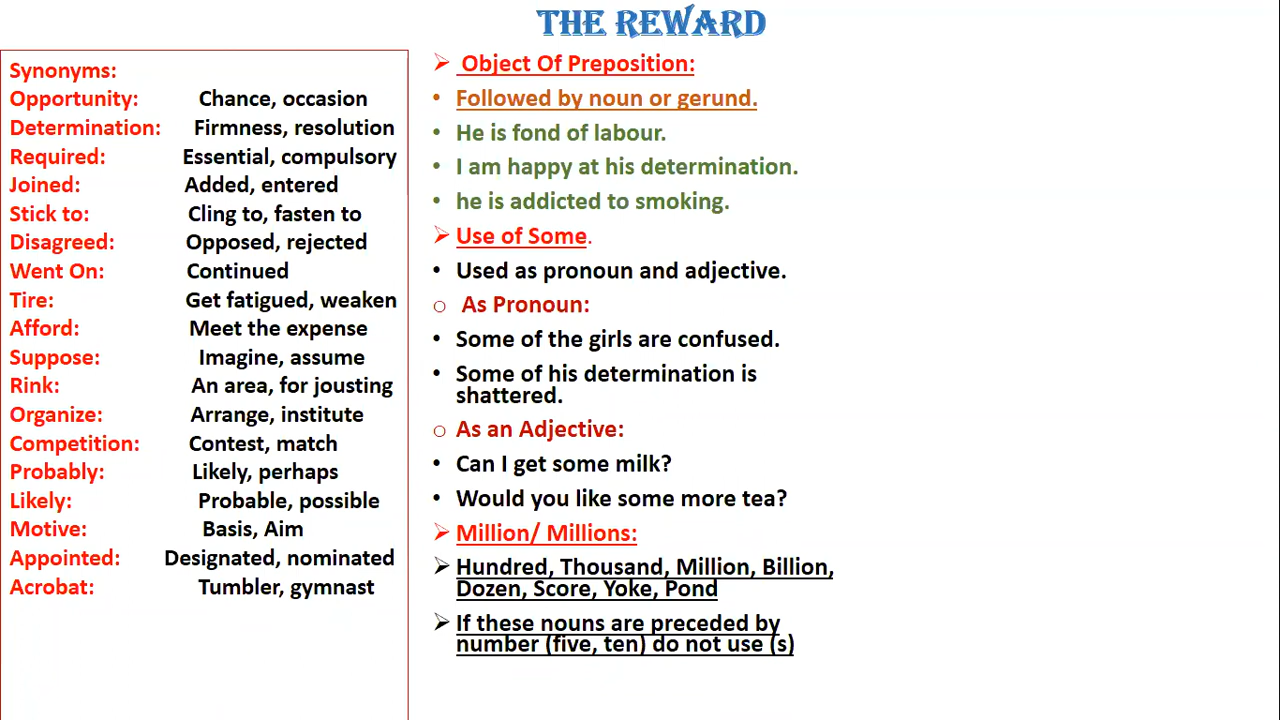 THE REWARD
Synonyms:
Opportunity: Chance, occasion
Determination: Firmness, resolution
Required: Essential, compulsory
Joined: Added, entered
Stick to: Cling to, fasten to
Disagreed: Opposed, rejected
Went On: Continued
Tire: Get fatigued, weaken
Afford: Meet the expense
Suppose: Imagine, assume
Rink: An area, for jousting
Organize: Arrange, institute
Competition: Contest, match
Probably: Likely, perhaps
Likely: Probable, possible
Motive: Basis, Aim
Appointed: Designated, nominated
Acrobat: Tumbler, gymnast
➢ Object Of Preposition:
• Followed by noun or gerund.
• He is fond of labour.
• I am happy at his determination.
• he is addicted to smoking.
➢ Use of Some.
• Used as pronoun and adjective.
o As Pronoun:
• Some of the girls are confused.
• Some of his determination is
shattered.
o As an Adjective:
• Can I get some milk?
• Would you like some more tea?
➢ Million/ Millions:
➢ Hundred, Thousand, Million, Billion,
Dozen, Score, Yoke, Pond
➢ If these nouns are preceded by
number (five, ten) do not use (s)